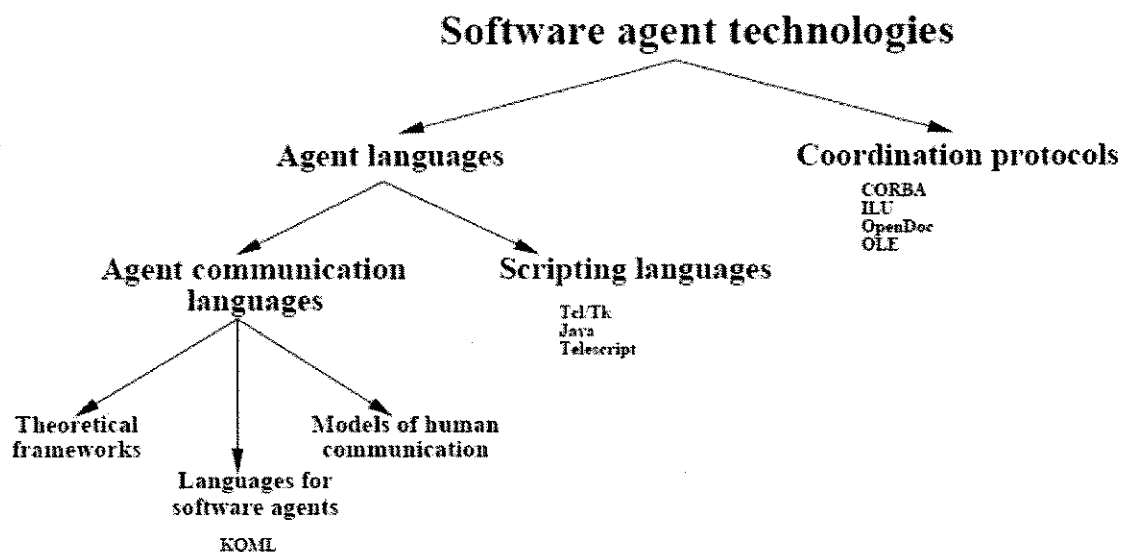 Software agent technologies
Agent languages
Coordination protocols
CORBA
ILU
OpenDoc
OLE
Agent communication
languages
Scripting languages
Tcl/Tk
Java
Telescript
Theoretical
frameworks
Models of human
communication
Languages for
software agents
KQML